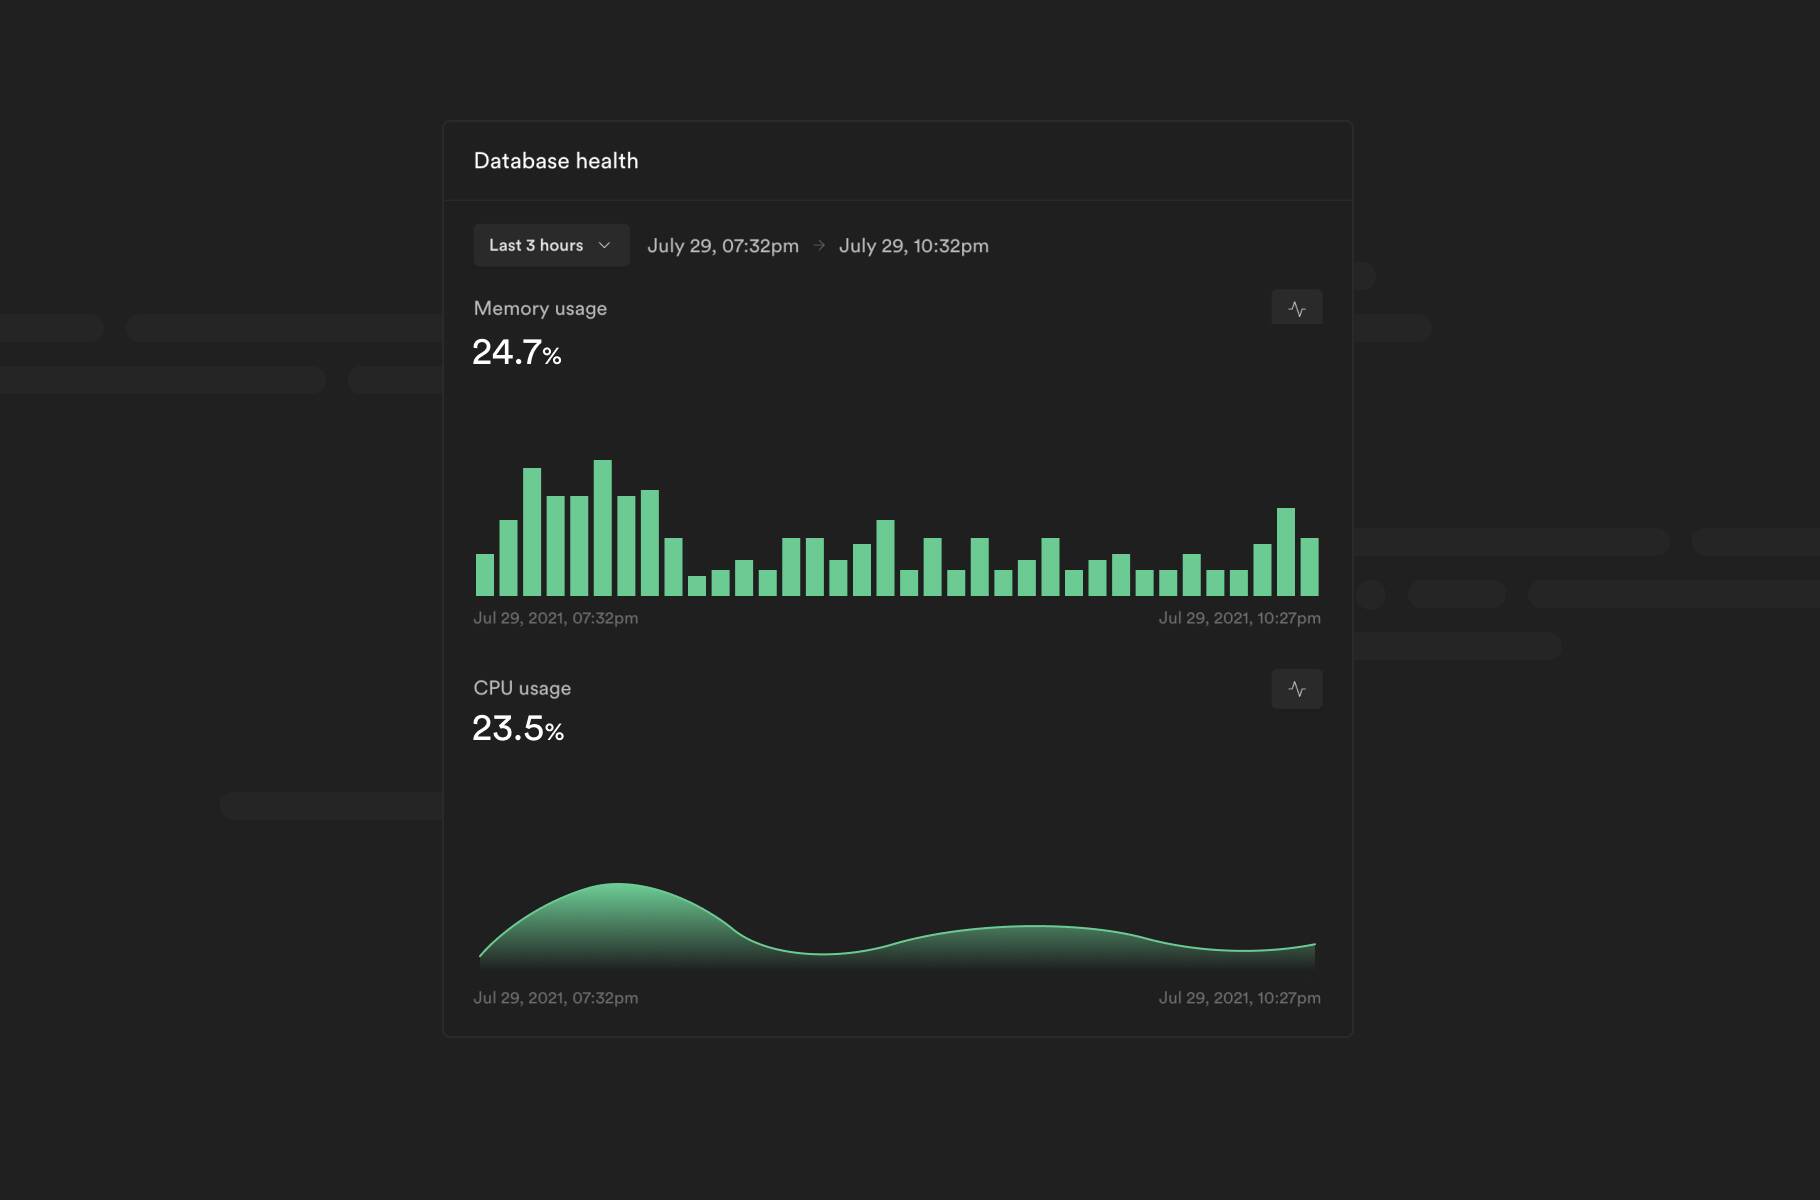 Database health
Last 3 hours July 29, 07:32pm → July 29, 10:32pm
Memory usage
24.7%
Jul 29, 2021, 07:32pm Jul 29, 2021, 10:27pm
CPU usage
23.5%
Jul 29, 2021, 07:32pm Jul 29, 2021, 10:27pm